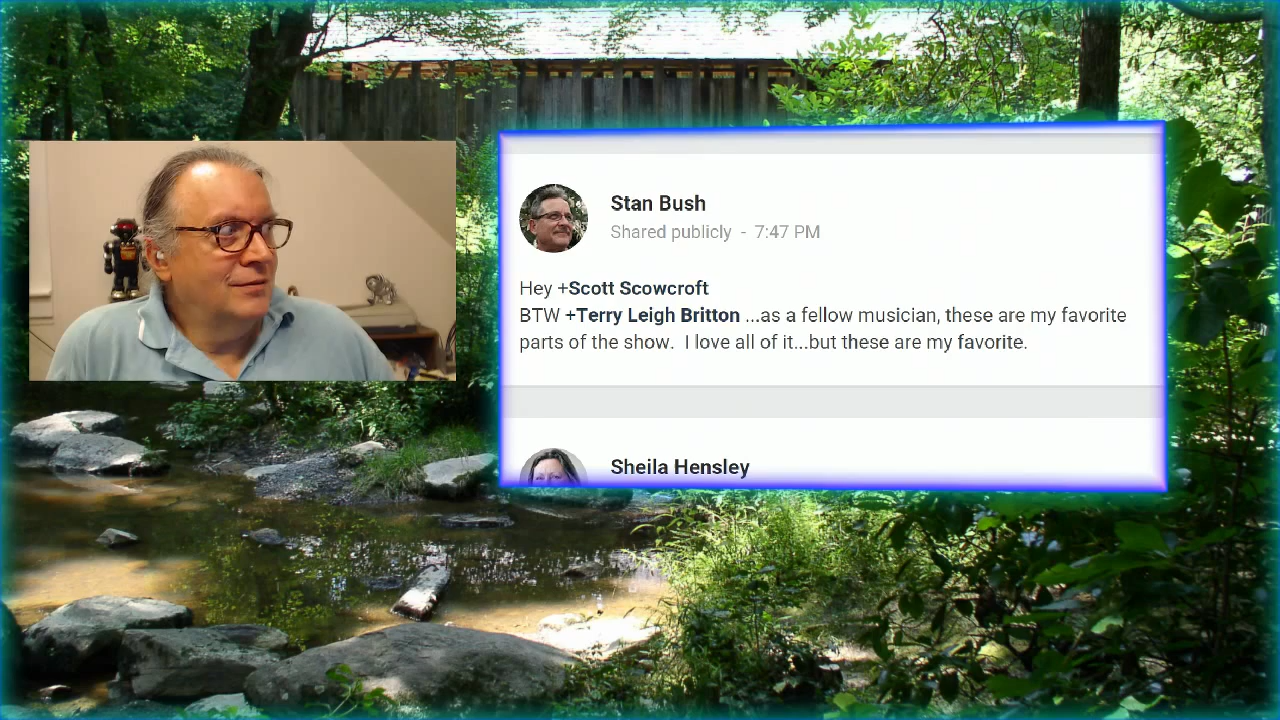 Stan Bush
Shared publicly - 7:47 PM
Hey +Scott Scowcroft
BTW +Terry Leigh Britton ...as a fellow musician, these are my favorite
parts of the show.  I love all of it...but these are my favorite.
Sheila Hensley